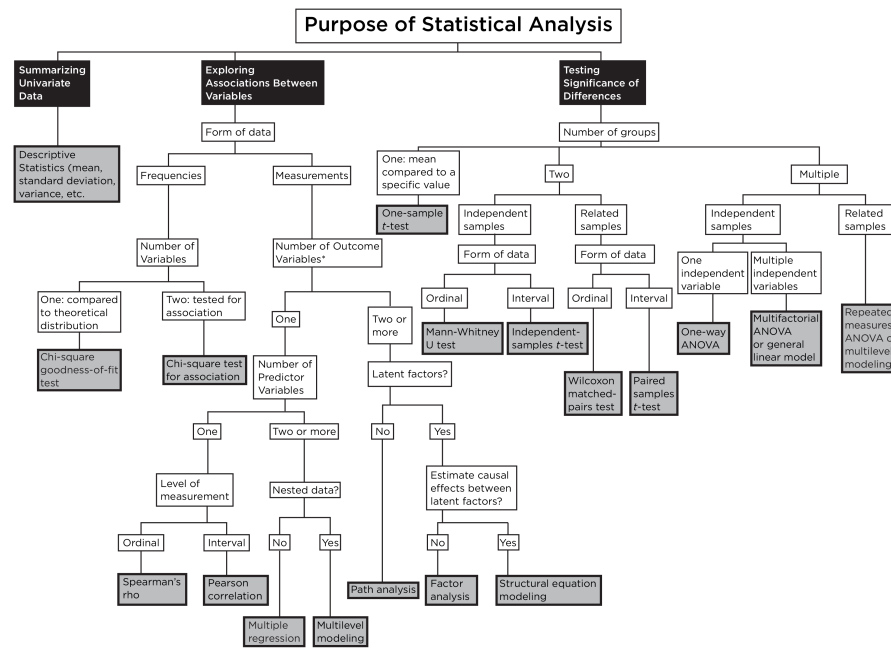 Purpose of Statistical Analysis
Summarizing
Univariate
Data
Exploring
Associations Between
Variables
Testing
Significance of
Differences
Descriptive
Statistics (mean,
standard deviation,
variance, etc.
Form of data
Frequencies
Measurements
Number of
Variables
Number of Outcome
Variables*
One: compared
to theoretical
distribution
Two: tested for
association
Chi-square
goodness-of-fit
test
Chi-square test
for association
One
Two or
more
Number of
Predictor
Variables
Latent factors?
One
Two or more
No
Yes
Level of
measurement
Nested data?
Estimate causal
effects between
latent factors?
Ordinal
Interval
No
Yes
No
Yes
Spearman's
rho
Pearson
correlation
Multiple
regression
Multilevel
modeling
Path analysis
Factor
analysis
Structural equation
modeling
Number of groups
One: mean
compared to a
specific value
Two
Multiple
One-sample
t-test
Independent
samples
Related
samples
Independent
samples
Related
samples
Form of data
Form of data
One
independent
variable
Multiple
independent
variables
Ordinal
Interval
Ordinal
Interval
Mann-Whitney
U test
Independent-
samples t-test
Wilcoxon
matched-
pairs test
Paired
samples
t-test
One-way
ANOVA
Multifactorial
ANOVA
or general
linear model
Repeated
measures
ANOVA o
multileve
modeling